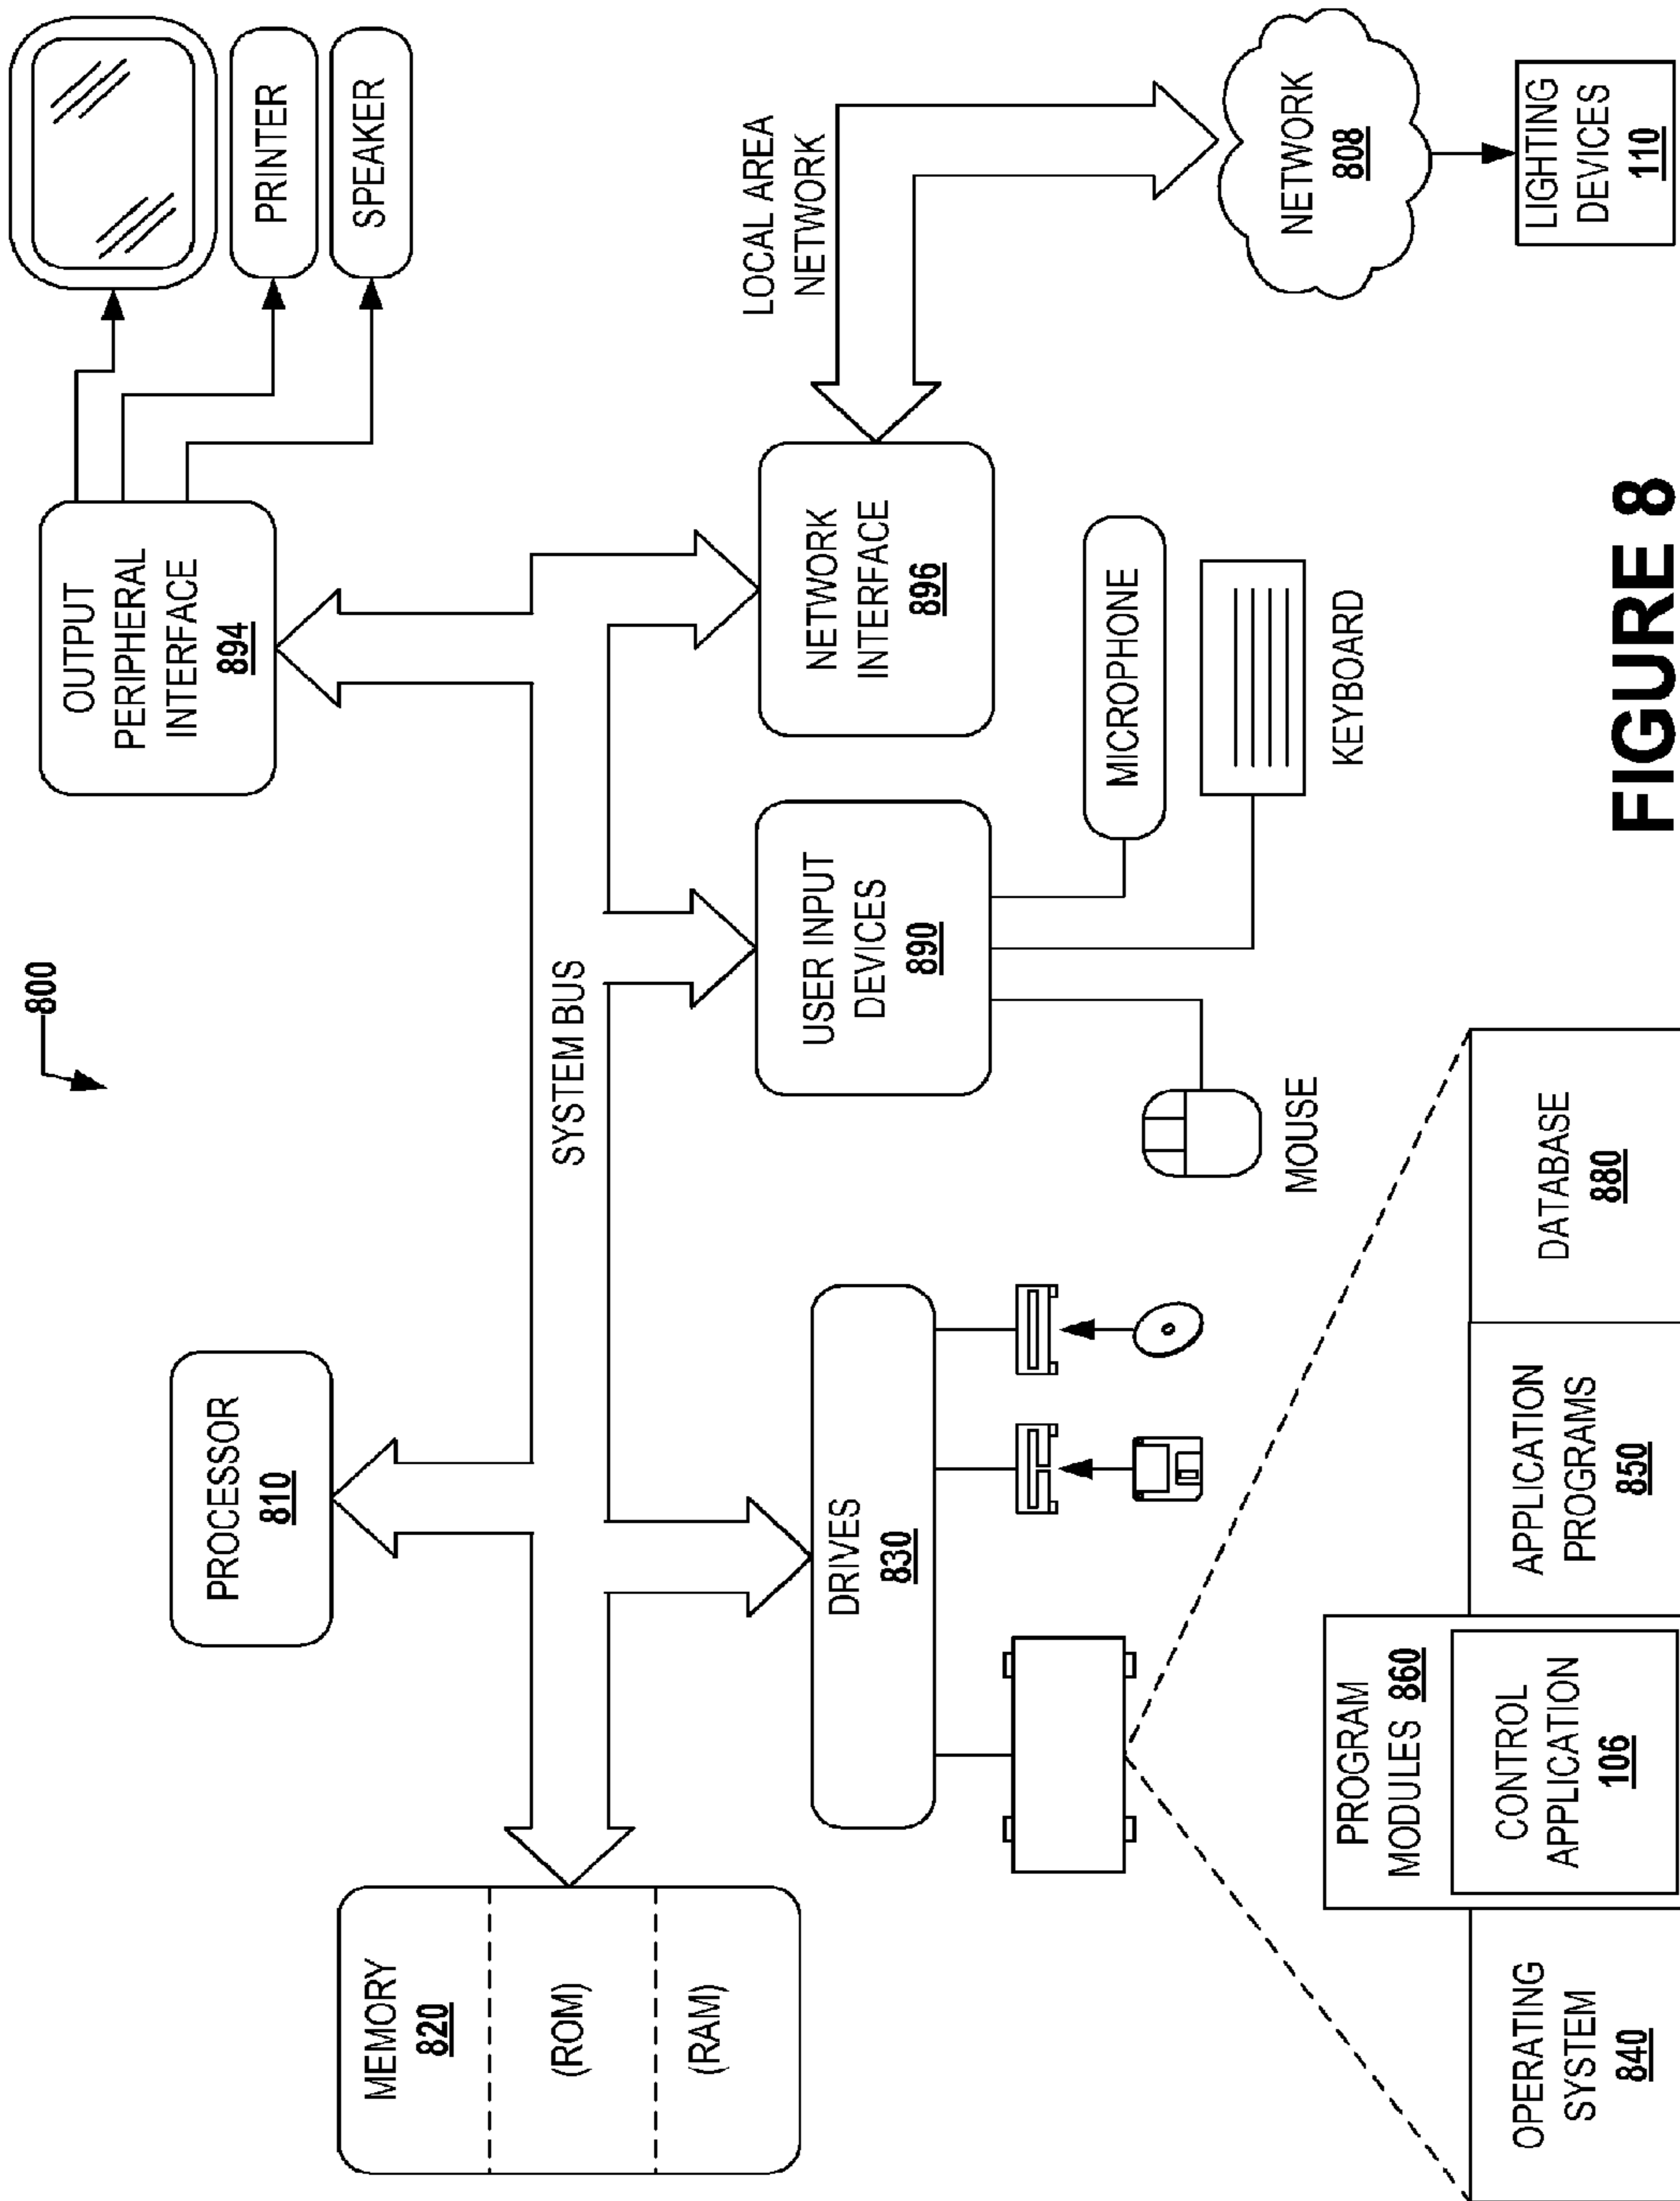 800
PROCESSOR
810
OUTPUT
PERIPHERAL
INTERFACE
894
PRINTER
SPEAKER
MEMORY
820
(ROM)
(RAM)
SYSTEM BUS
LOCAL AREA
NETWORK
DRIVES
830
USER INPUT
DEVICES
890
NETWORK
INTERFACE
896
MICROPHONE
MOUSE
KEYBOARD
NETWORK
808
LIGHTING
DEVICES
110
OPERATING
SYSTEM
840
PROGRAM
MODULES 860
CONTROL
APPLICATION
106
APPLICATION
PROGRAMS
850
DATABASE
880
FIGURE 8